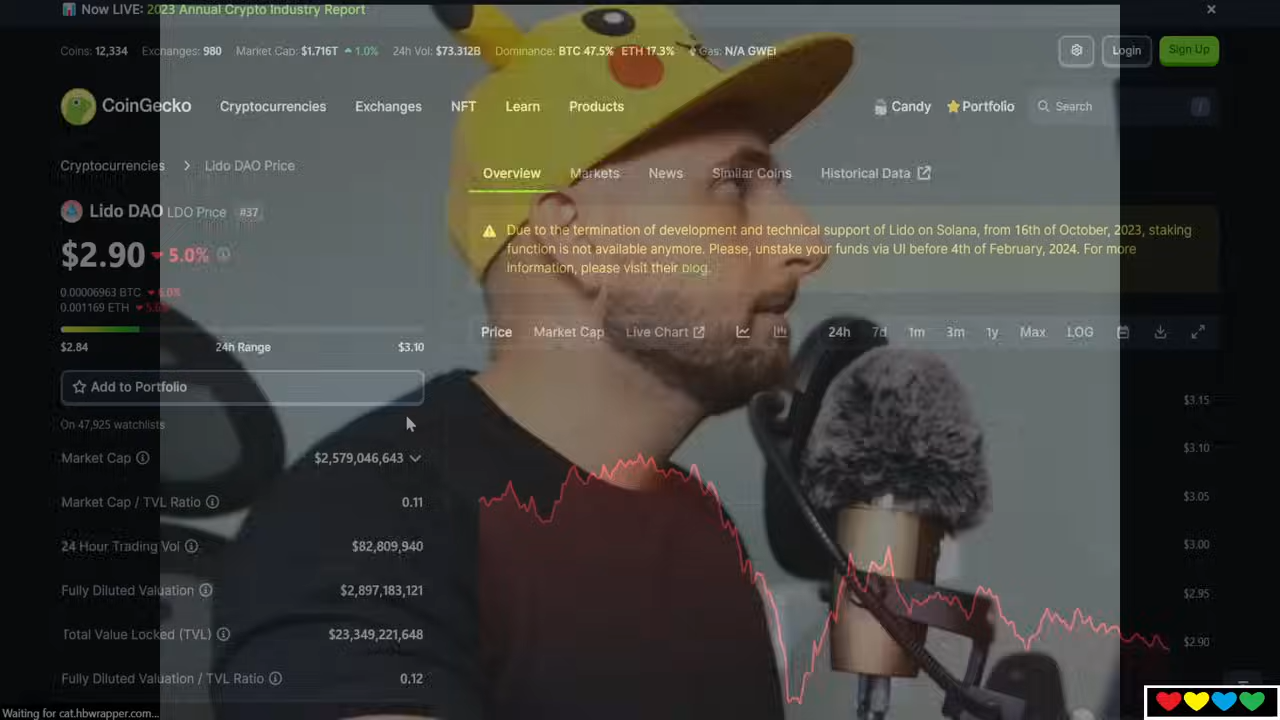 Now LIVE: 2023 Annual Crypto Industry Report
Coins: 12,334 Exchanges: 980 Market Cap: $1.716T 1.0% 24h Vol: $73.312B Dominance: BTC 47.5% ETH 17.3% Gas: N/A GWEI
Login
Sign Up
CoinGecko Cryptocurrencies Exchanges NFT Learn Products Candy Portfolio Search /
Cryptocurrencies > Lido DAO Price
Lido DAO LDO Price #37
$2.90 5.0%
0.00006963 BTC 5.0%
0.001169 ETH
$2.84 24h Range $3.10
Add to Portfolio
On 47,925 watchlists
Market Cap $2,579,046,643
Market Cap / TVL Ratio 0.11
24 Hour Trading Vol $82,809,940
Fully Diluted Valuation $2,897,183,121
Total Value Locked (TVL) $23,349,221,648
Fully Diluted Valuation / TVL Ratio 0.12
Overview Markets News Similar Coins Historical Data
Due to the termination of development and technical support of Lido on Solana, from 16th of October, 2023, staking
function is not available anymore. Please, unstake your funds via UI before 4th of February, 2024. For more
information, please visit their blog.
Price Market Cap Live Chart 24h 7d 1m 3m 1y Max LOG
$3.15
$3.10
$3.05
$3.00
$2.95
$2.90
Waiting for cat.hbwrapper.com...